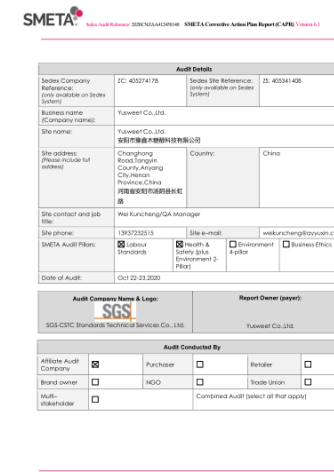 SMETA
Sedex Audit Reference: 2020CNZAA412450140 SMETA Corrective Action Plan Report (CAPR) Version 6.1
Audit Details
Sedex Company Reference: (only available on Sedex System)
ZC: 405274178
Sedex Site Reference: (only available on Sedex System)
ZS: 405341408
Business name (Company name):
Yusweet Co.,Ltd.
Site name:
Yusweet Co.,Ltd.
安阳市豫鑫木糖醇科技有限公司
Site address: (Please include full address)
Changhong
Road,Tangyin
County,Anyang
City,Henan
Province,China
河南省安阳市汤阴县长虹
路
Country:
China
Site contact and job title:
Wei Kuncheng/QA Manager
Site phone:
13937232515
Site e-mail:
weikuncheng@ayyuxin.c
SMETA Audit Pillars:
Labour Standards
Health & Safety (plus Environment 2-Pillar)
Environment 4-pillar
Business Ethics
Date of Audit:
Oct 22-23,2020
Audit Company Name & Logo:
SGS
SGS-CSTC Standards Technical Services Co., Ltd.
Report Owner (payer):
Yusweet Co.,Ltd.
Audit Conducted By
Affiliate Audit Company
Purchaser
Retailer
Brand owner
NGO
Trade Union
Multi–stakeholder
Combined Audit (select all that apply)